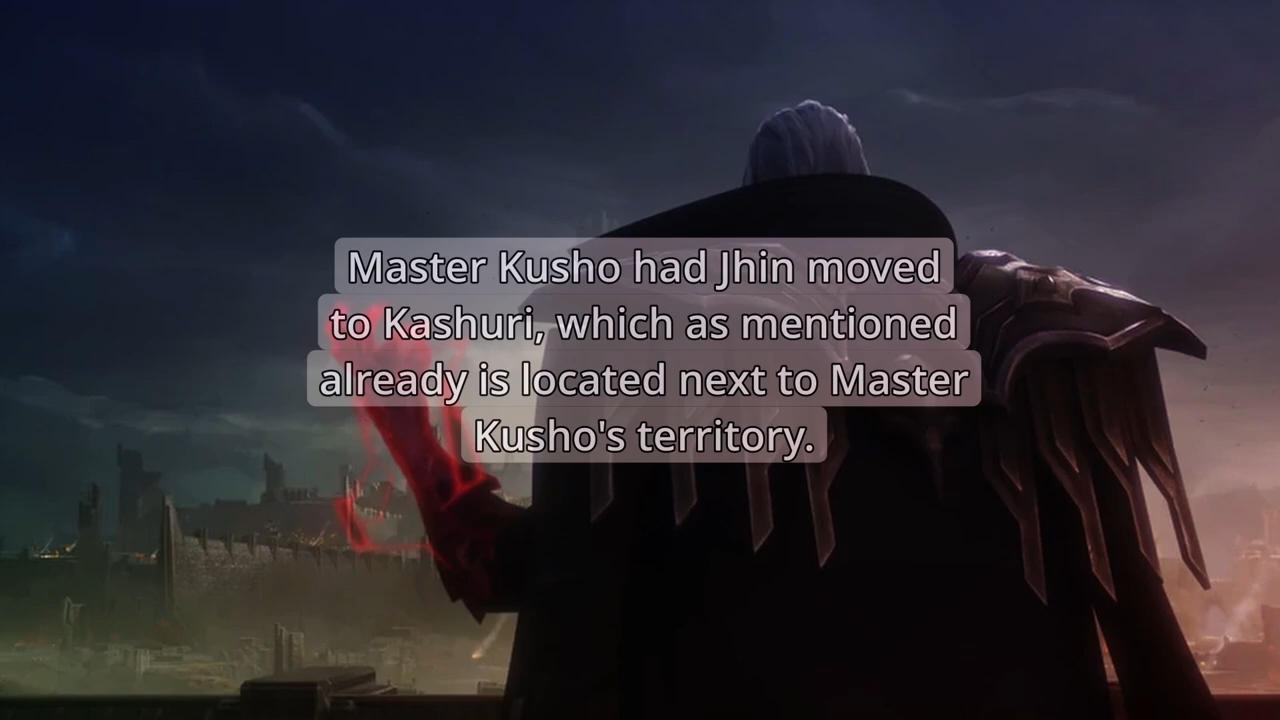 Master Kusho had Jhin moved
to Kashuri, which as mentioned
already is located next to Master
Kusho's territory.